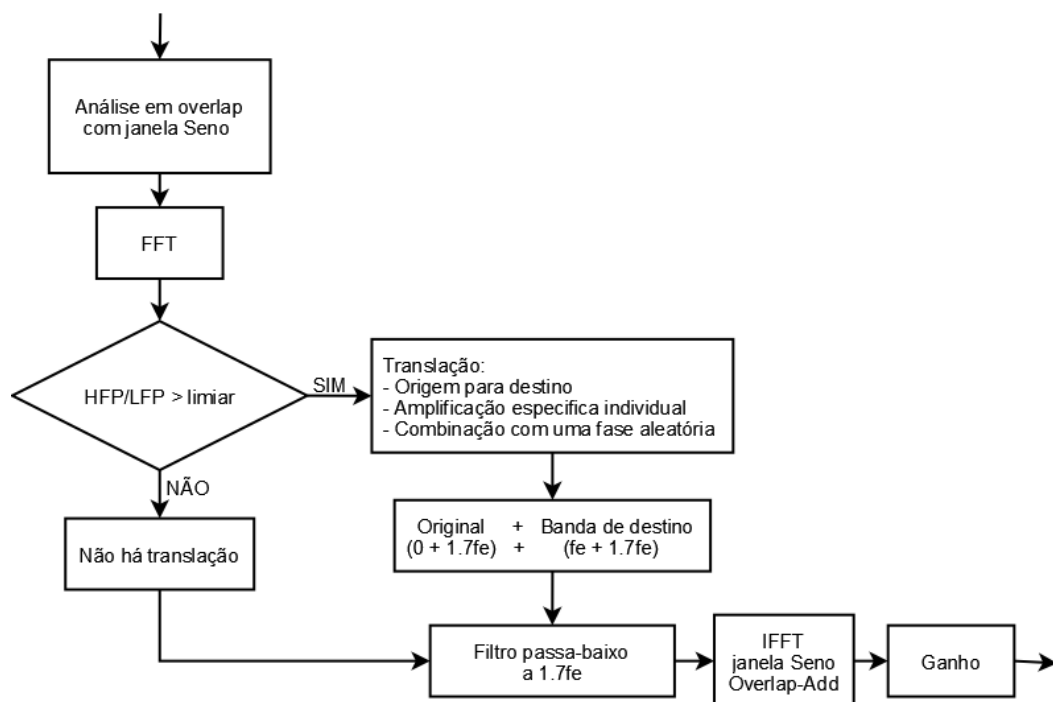 Análise em overlap
com janela Seno
FFT
HFP/LFP > limiar
SIM
Translação:
- Origem para destino
- Amplificação especifica individual
- Combinação com uma fase aleatória
NÃO
Não há translação
Original + Banda de destino
(0 + 1.7fe) + (fe + 1.7fe)
Filtro passa-baixo
a 1.7fe
IFFT
janela Seno
Overlap-Add
Ganho